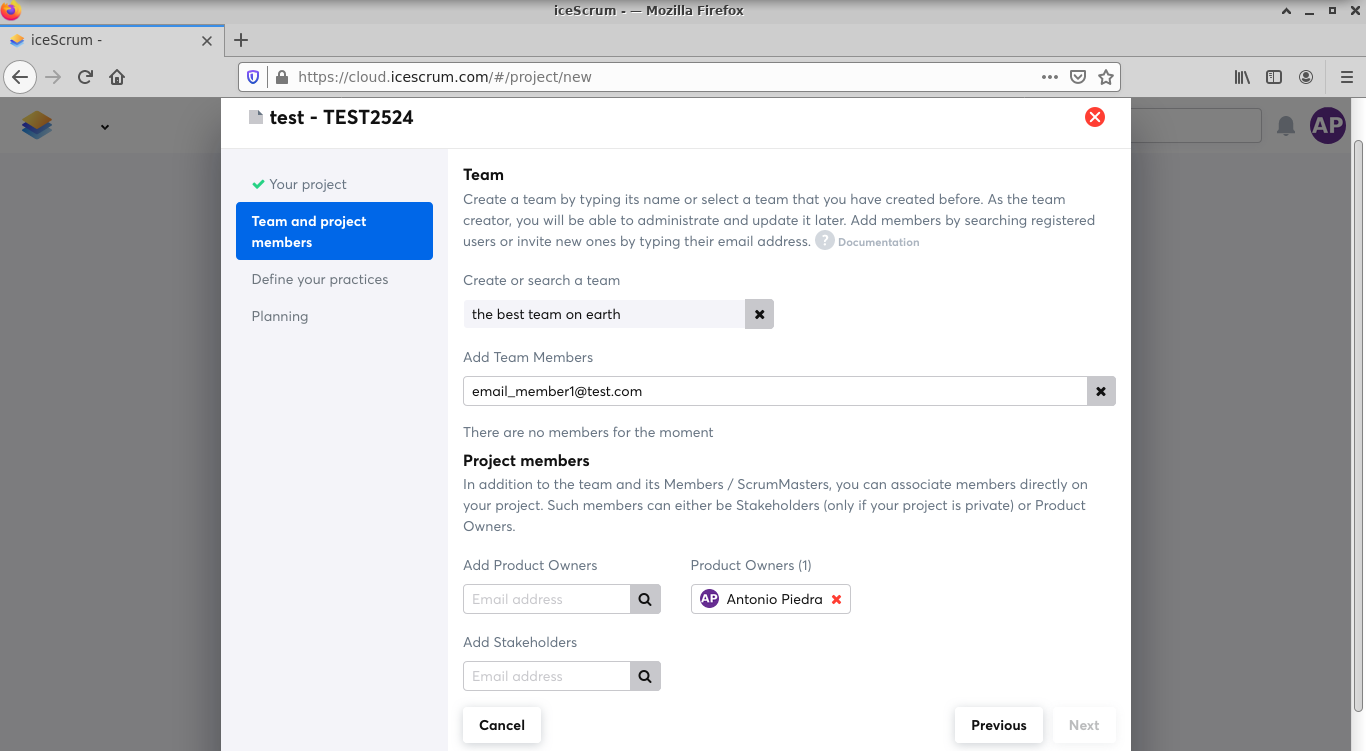 iceScrum - — Mozilla Firefox
iceScrum -
https://cloud.icescrum.com/#/project/new
AP
test - TEST2524
Your project
Team and project
members
Define your practices
Planning
Team
Create a team by typing its name or select a team that you have created before. As the team
creator, you will be able to administrate and update it later. Add members by searching registered
users or invite new ones by typing their email address. ? Documentation
Create or search a team
the best team on earth
Add Team Members
email_member1@test.com
There are no members for the moment
Project members
In addition to the team and its Members / ScrumMasters, you can associate members directly on
your project. Such members can either be Stakeholders (only if your project is private) or Product
Owners.
Add Product Owners
Email address
Product Owners (1)
AP Antonio Piedra
Add Stakeholders
Email address
Cancel
Previous
Next